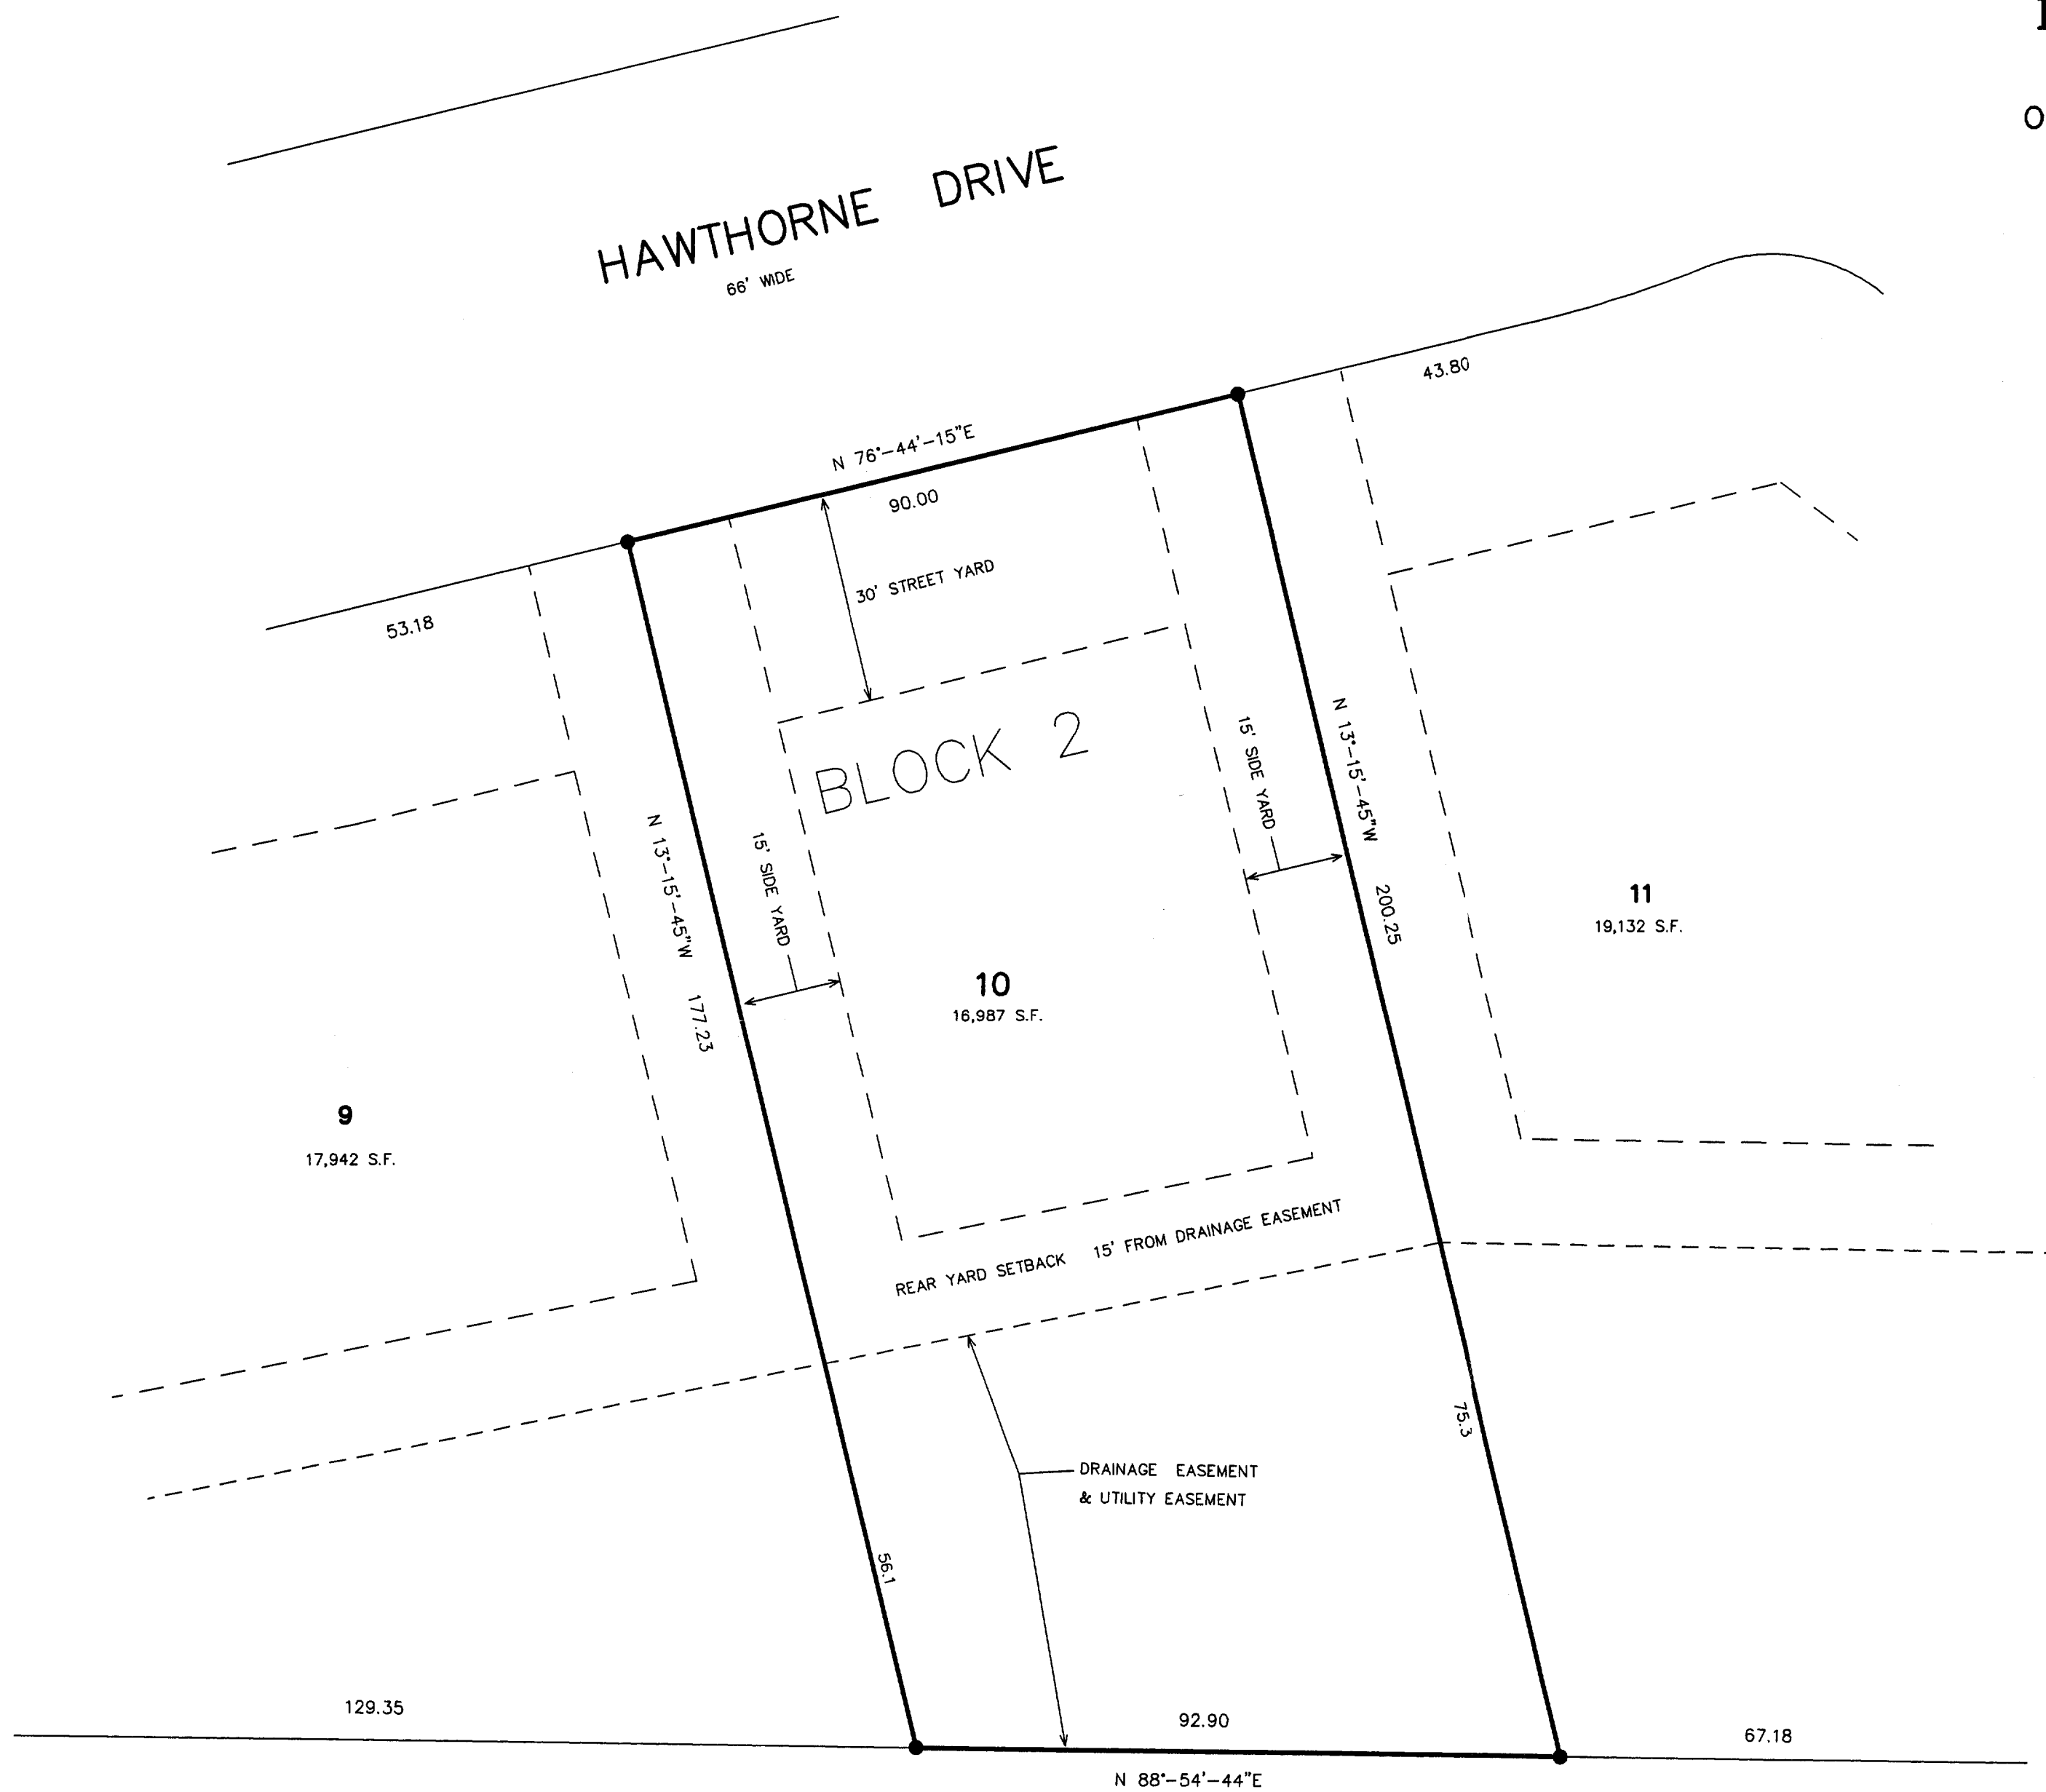 HAWTHORNE DRIVE
66' WIDE
43.80
N 76°-44'-15"E
90.00
53.18
30' STREET YARD
BLOCK 2
N 13°-15'-45"W 200.25
15' SIDE YARD
15' SIDE YARD
N 13°-15'-45"W 177.23
11
19,132 S.F.
10
16,987 S.F.
9
17,942 S.F.
REAR YARD SETBACK 15' FROM DRAINAGE EASEMENT
75.3
DRAINAGE EASEMENT
& UTILITY EASEMENT
56.1
129.35
92.90
67.18
N 88°-54'-44"E